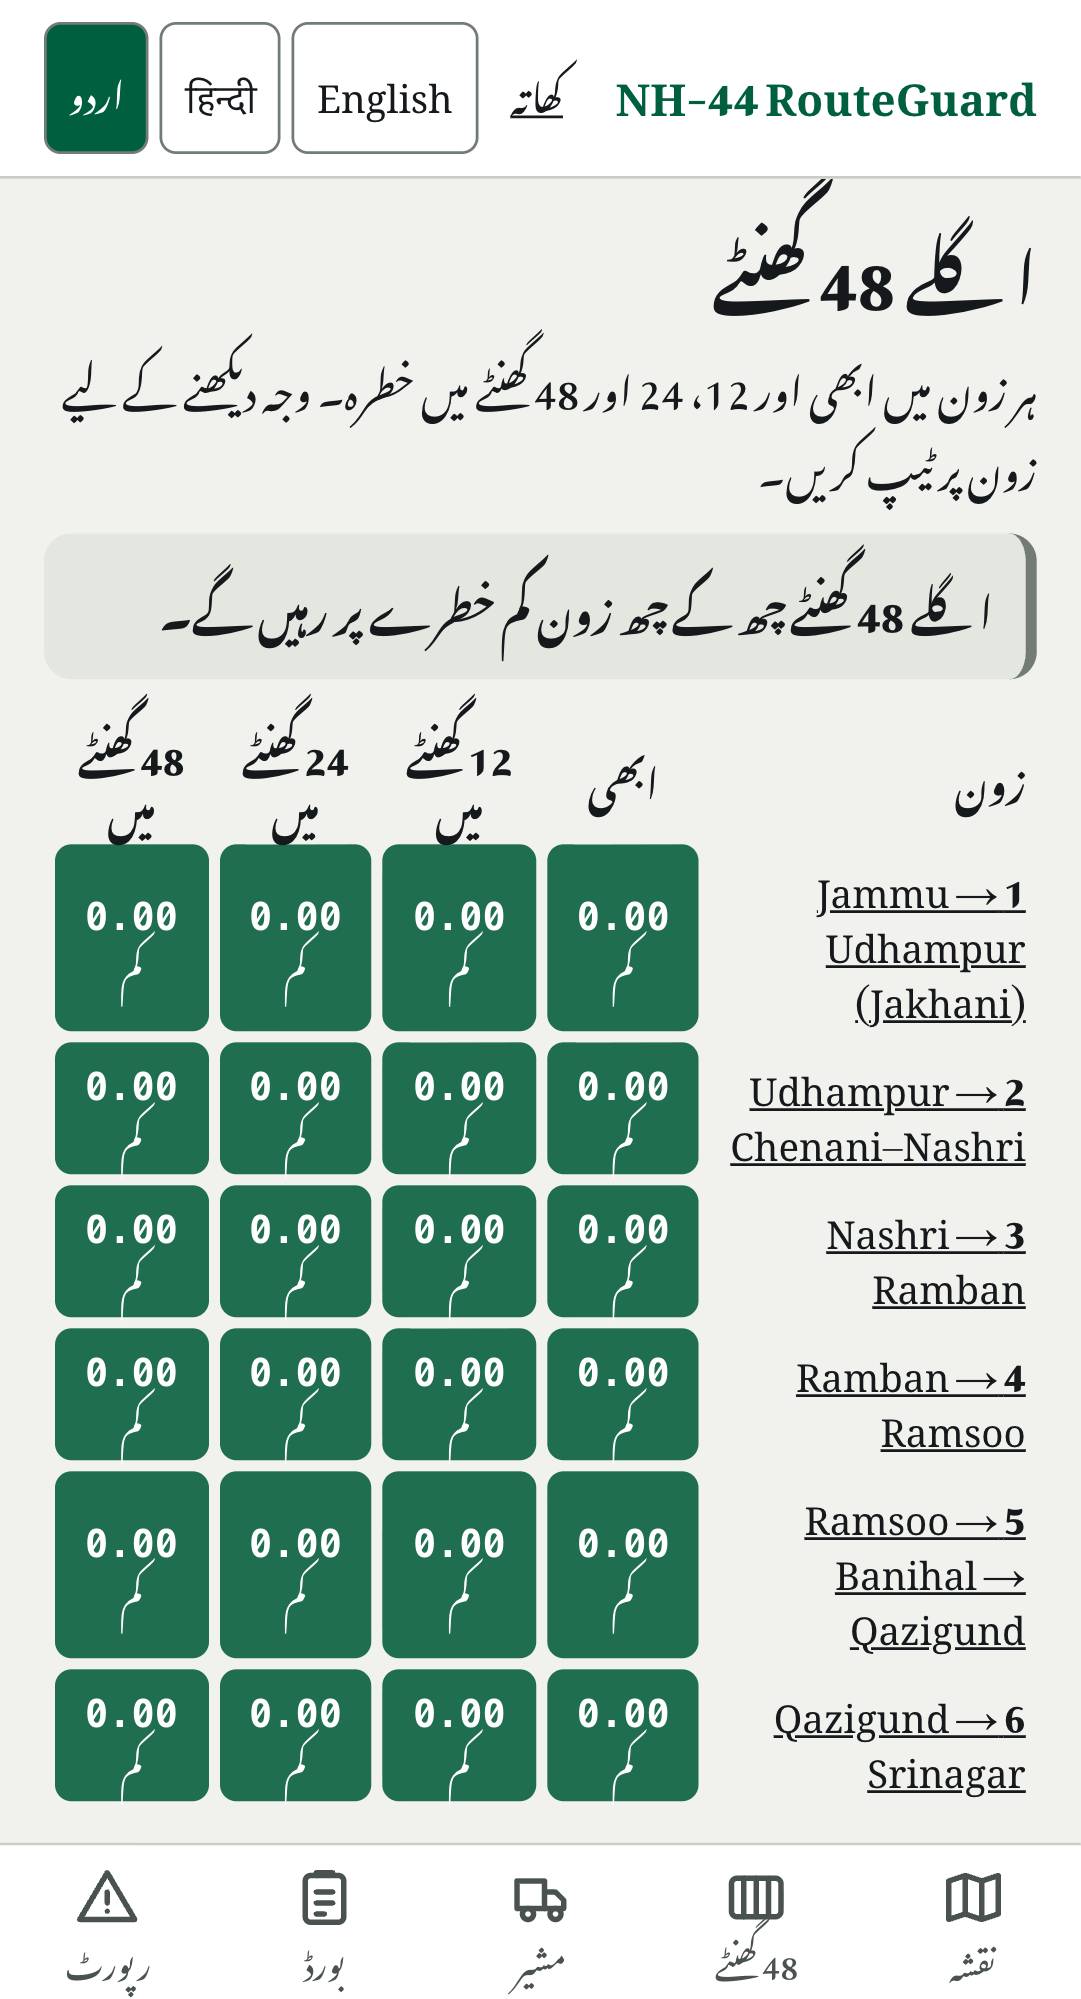 NH-44 RouteGuard
کھاتہ
English
हिन्दी
اردو
اگلے 48 گھنٹے
ہر زون میں ابھی اور 12، 24 اور 48 گھنٹے میں خطرہ۔ وجہ دیکھنے کے لیے
زون پر ٹیپ کریں۔
اگلے 48 گھنٹے چھ کے چھ زون کم خطرے پر رہیں گے۔
زون ابھی 12 گھنٹے میں 24 گھنٹے میں 48 گھنٹے میں
1 Jammu →
Udhampur
(Jakhani)
0.00 0.00 0.00 0.00
کم کم کم کم
2 Udhampur →
Chenani–Nashri
0.00 0.00 0.00 0.00
کم کم کم کم
3 Nashri →
Ramban
0.00 0.00 0.00 0.00
کم کم کم کم
4 Ramban →
Ramsoo
0.00 0.00 0.00 0.00
کم کم کم کم
5 Ramsoo →
Banihal →
Qazigund
0.00 0.00 0.00 0.00
کم کم کم کم
6 Qazigund →
Srinagar
0.00 0.00 0.00 0.00
کم کم کم کم
نقشہ
48 گھنٹے
مشیر
بورڈ
رپورٹ